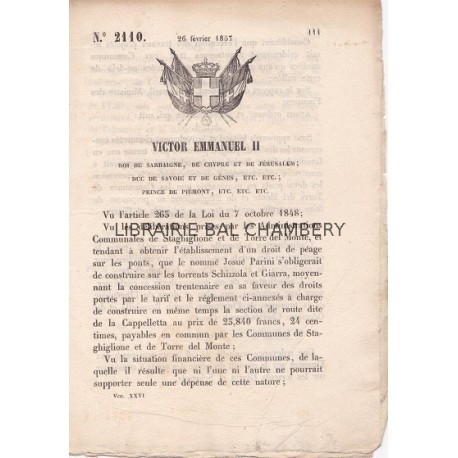 N.° 2110.
26 février 1857
111
VICTOR EMMANUEL II
ROI DE SARDAIGNE, DE CHYPRE ET DE JÉRUSALEM;
DUC DE SAVOIE ET DE GÊNES, ETC. ETC.;
PRINCE DE PIÉMONT, ETC. ETC. ETC.
Vu l'article 265 de la Loi du 7 octobre 1848;
Vu les délibérations prises par les Administrations
LIBRAIRIE BAL CHAMBERY
Communales de Staghiglione et de Torre del Monte, et
tendant à obtenir l'établissement d'un droit de péage
sur les ponts, que le nommé Josué Parini s'obligerait
de construire sur les torrents Schizzola et Giarra, moyen-
nant la concession trentenaire en sa faveur des droits
portés par le tarif et le réglement ci-annexés à charge
de construire en même temps la section de route dite
de la Cappelletta au prix de 25,840 francs, 24 cen-
times, payables en commun par les Communes de Sta-
ghiglione et de Torre del Monte;
Vu la situation financière de ces Communes, de la-
quelle il résulte que ni l'une ni l'autre ne pourrait
supporter seule une dépense de cette nature;
Vol. XXVI